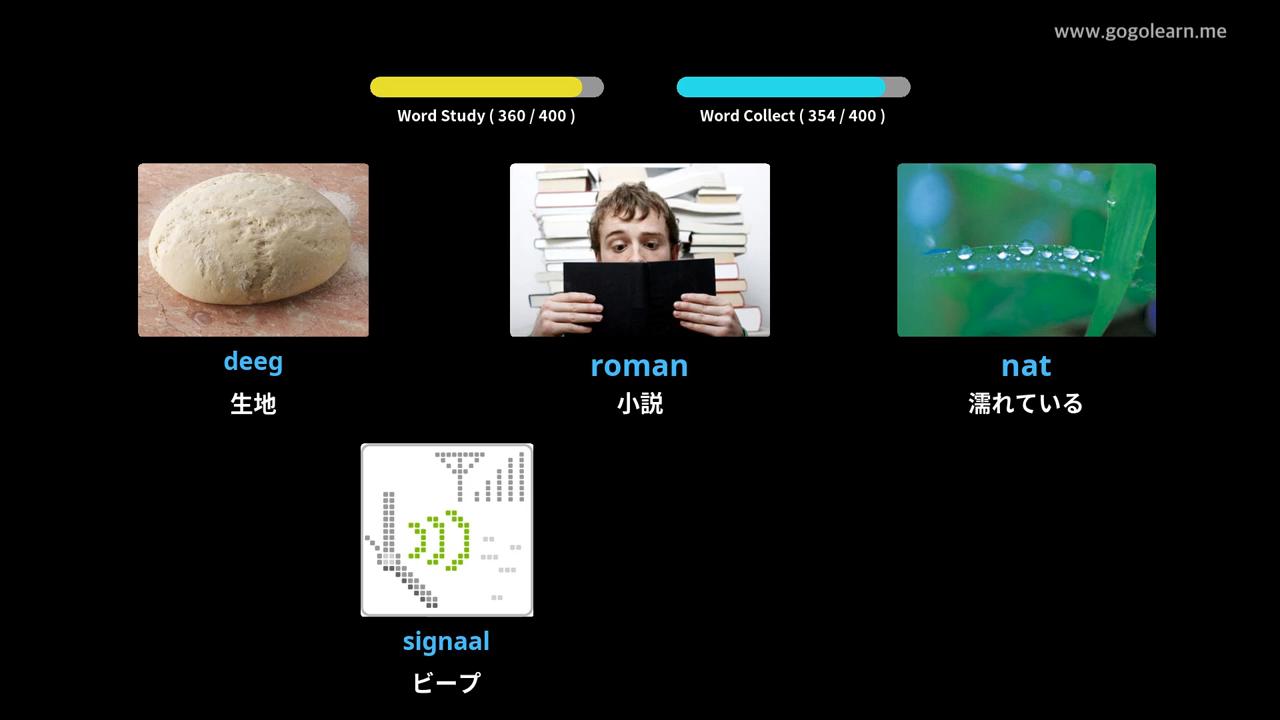 www.gogolearn.me
Word Study ( 360 / 400 )
Word Collect ( 354 / 400 )
deeg
生地
roman
小説
nat
濡れている
signaal
ビープ